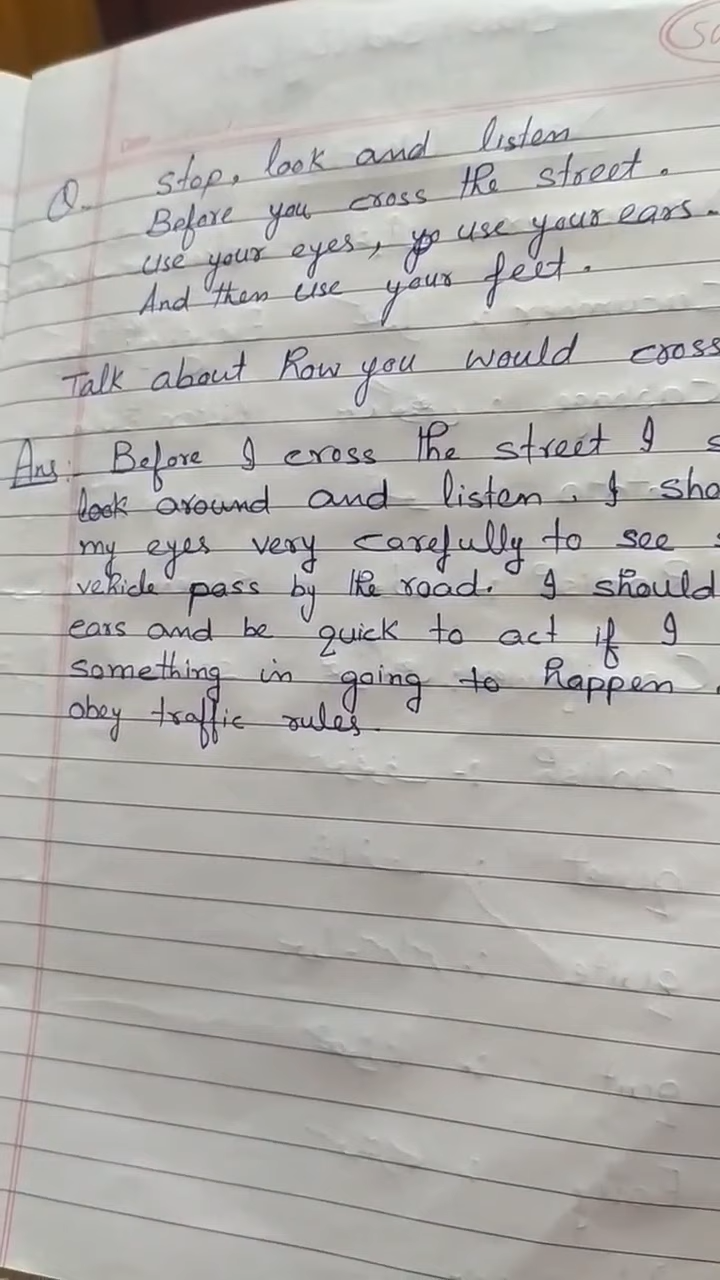 Q. Stop, look and listen
Before you cross the street.
Use your eyes, use your ears.
And then use your feet.
Talk about how you would cross
Ans: Before I cross the street I s
look around and listen. I sho
my eyes very carefully to see
vehicle pass by the road. I should
ears and be quick to act if I
something in going to happen.
obey traffic rules.